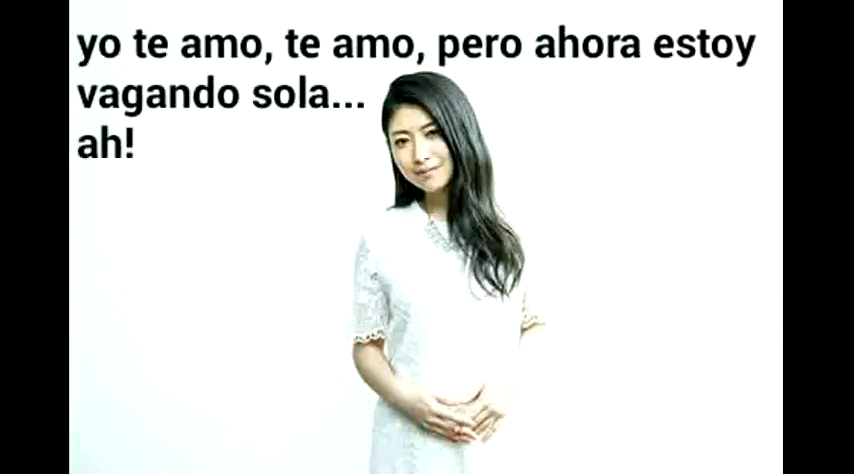 yo te amo, te amo, pero ahora estoy
vagando sola...
ah!